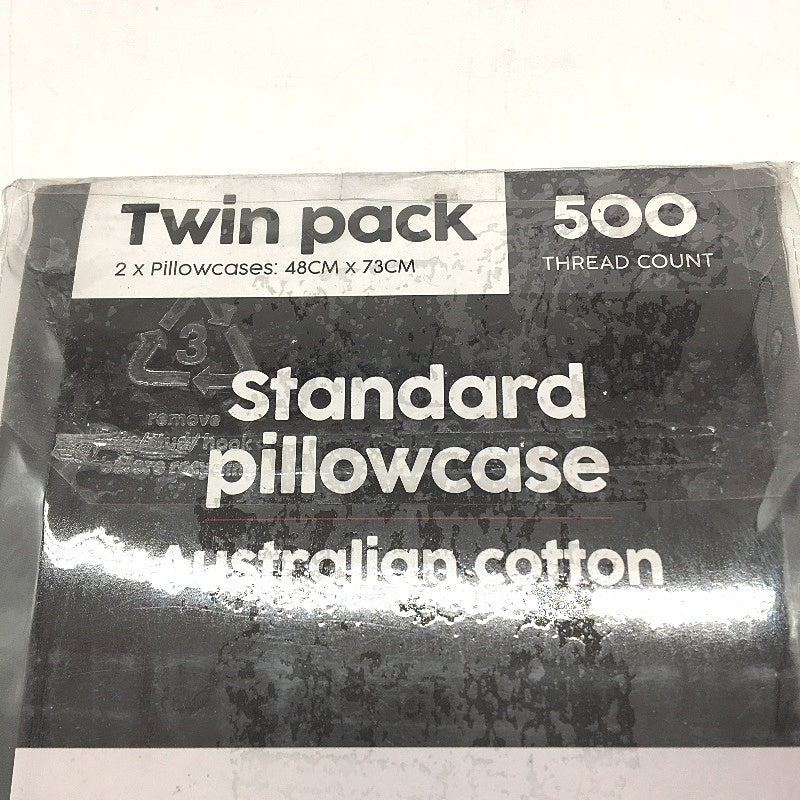 Twin pack
2 x Pillowcases: 48CM X 73CM
500
THREAD COUNT
3
remove
Standard
pillowcase
Australian cotton